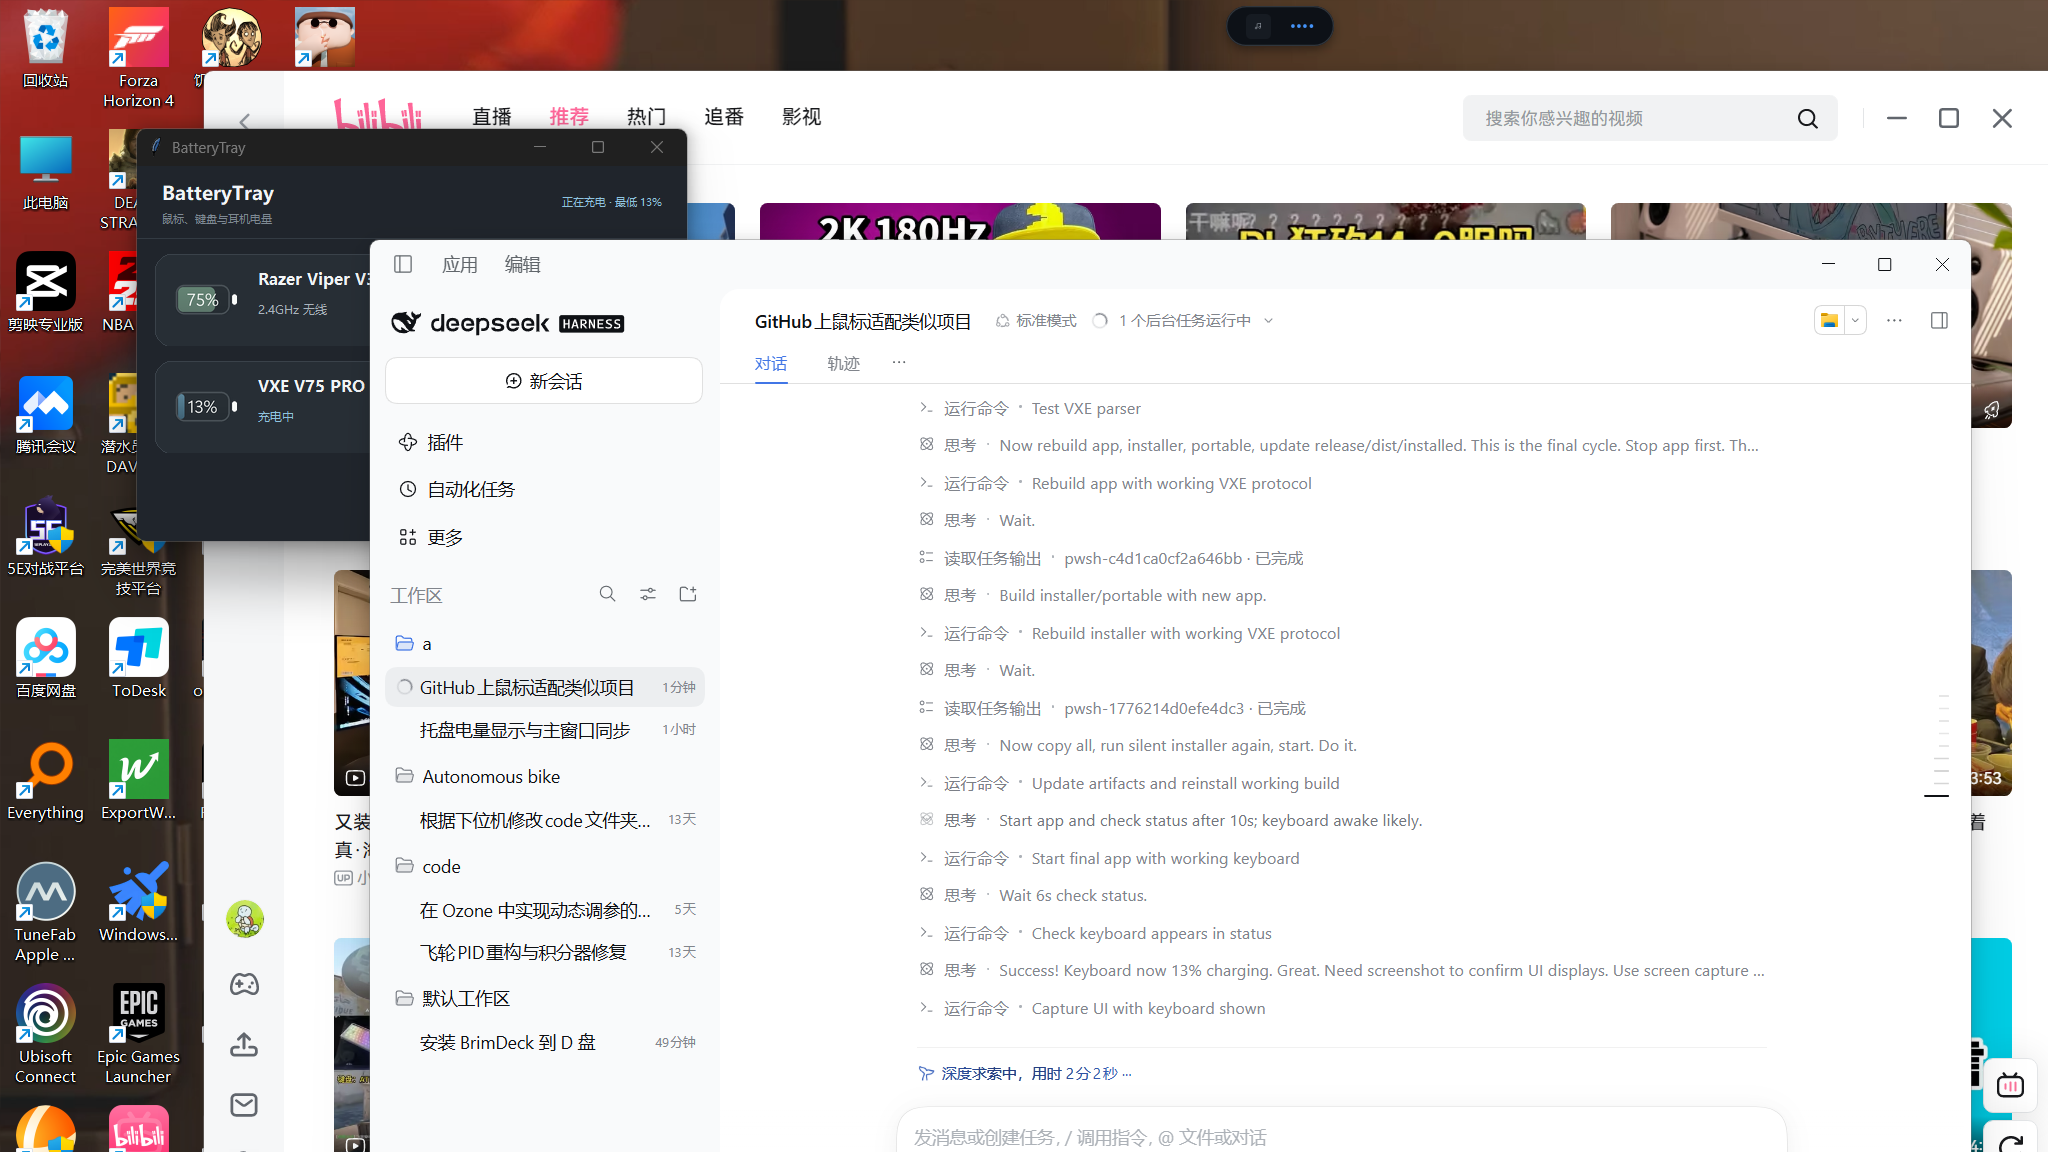 回收站
Forza
Horizon 4
此电脑
剪映专业版
NBA
腾讯会议
DAV
5E对战平台
完美世界竞
技平台
百度网盘
ToDesk
Everything
ExportW...
TuneFab
Apple ...
Windows...
Ubisoft
Connect
EPIC
GAMES
Epic Games
Launcher
bilibili
bilibili
直播
推荐
热门
追番
影视
搜索你感兴趣的视频
2K 180Hz
3:53
BatteryTray
BatteryTray
鼠标、键盘与耳机电量
正在充电 · 最低 13%
75%
Razer Viper V3
2.4GHz 无线
13%
VXE V75 PRO
充电中
应用
编辑
deepseek HARNESS
新会话
插件
自动化任务
更多
工作区
a
GitHub上鼠标适配类似项目
1分钟
托盘电量显示与主窗口同步
1小时
Autonomous bike
根据下位机修改code文件夹...
13天
code
在 Ozone 中实现动态调参的...
5天
飞轮PID重构与积分器修复
13天
默认工作区
安装 BrimDeck 到 D 盘
49分钟
GitHub上鼠标适配类似项目
标准模式
1 个后台任务运行中
对话
轨迹
运行命令 · Test VXE parser
思考 · Now rebuild app, installer, portable, update release/dist/installed. This is the final cycle. Stop app first. Th...
运行命令 · Rebuild app with working VXE protocol
思考 · Wait.
读取任务输出 · pwsh-c4d1ca0cf2a646bb · 已完成
思考 · Build installer/portable with new app.
运行命令 · Rebuild installer with working VXE protocol
思考 · Wait.
读取任务输出 · pwsh-1776214d0efe4dc3 · 已完成
思考 · Now copy all, run silent installer again, start. Do it.
运行命令 · Update artifacts and reinstall working build
思考 · Start app and check status after 10s; keyboard awake likely.
运行命令 · Start final app with working keyboard
思考 · Wait 6s check status.
运行命令 · Check keyboard appears in status
思考 · Success! Keyboard now 13% charging. Great. Need screenshot to confirm UI displays. Use screen capture ...
运行命令 · Capture UI with keyboard shown
深度求索中，用时 2分2秒 ...
发消息或创建任务, / 调用指令, @ 文件或对话